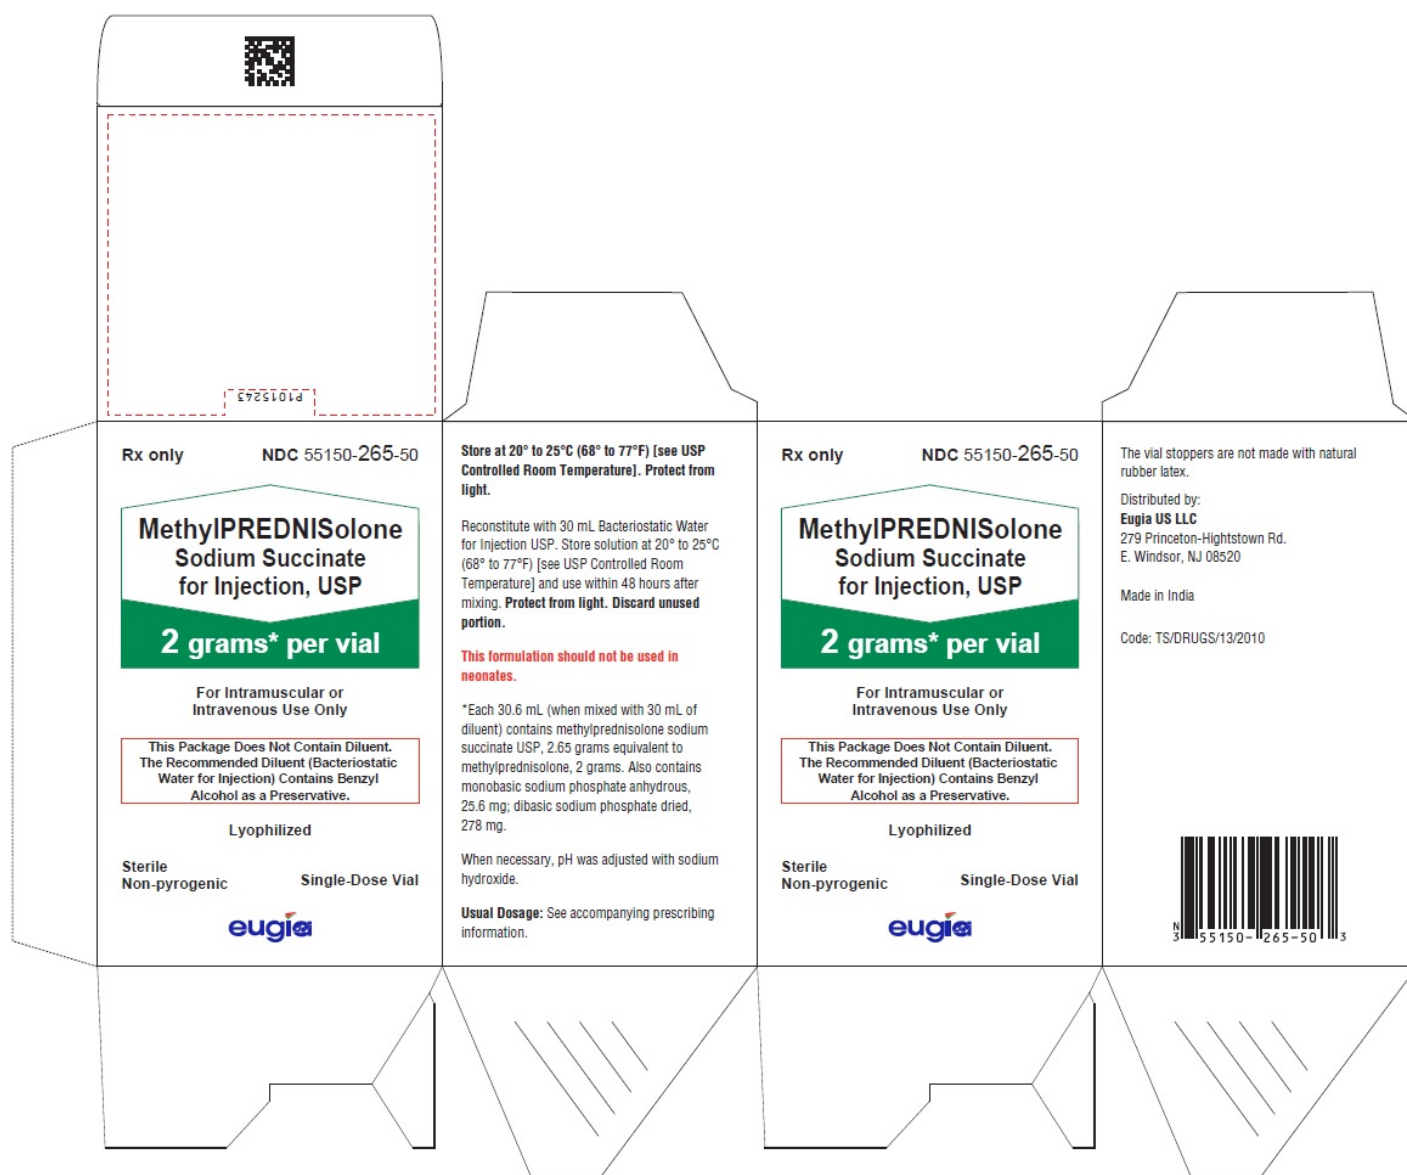 P1015243
Rx only NDC 55150-265-50
MethylPREDNISolone
Sodium Succinate
for Injection, USP
2 grams* per vial
For Intramuscular or
Intravenous Use Only
This Package Does Not Contain Diluent.
The Recommended Diluent (Bacteriostatic
Water for Injection) Contains Benzyl
Alcohol as a Preservative.
Lyophilized
Sterile
Non-pyrogenic Single-Dose Vial
eugia
Store at 20° to 25°C (68° to 77°F) [see USP
Controlled Room Temperature]. Protect from
light.
Reconstitute with 30 mL Bacteriostatic Water
for Injection USP. Store solution at 20° to 25°C
(68° to 77°F) [see USP Controlled Room
Temperature] and use within 48 hours after
mixing. Protect from light. Discard unused
portion.
This formulation should not be used in
neonates.
*Each 30.6 mL (when mixed with 30 mL of
diluent) contains methylprednisolone sodium
succinate USP, 2.65 grams equivalent to
methylprednisolone, 2 grams. Also contains
monobasic sodium phosphate anhydrous,
25.6 mg; dibasic sodium phosphate dried,
278 mg.
When necessary, pH was adjusted with sodium
hydroxide.
Usual Dosage: See accompanying prescribing
information.
Rx only NDC 55150-265-50
MethylPREDNISolone
Sodium Succinate
for Injection, USP
2 grams* per vial
For Intramuscular or
Intravenous Use Only
This Package Does Not Contain Diluent.
The Recommended Diluent (Bacteriostatic
Water for Injection) Contains Benzyl
Alcohol as a Preservative.
Lyophilized
Sterile
Non-pyrogenic Single-Dose Vial
eugia
The vial stoppers are not made with natural
rubber latex.
Distributed by:
Eugia US LLC
279 Princeton-Hightstown Rd.
E. Windsor, NJ 08520
Made in India
Code: TS/DRUGS/13/2010
N
3 55150-265-50 3